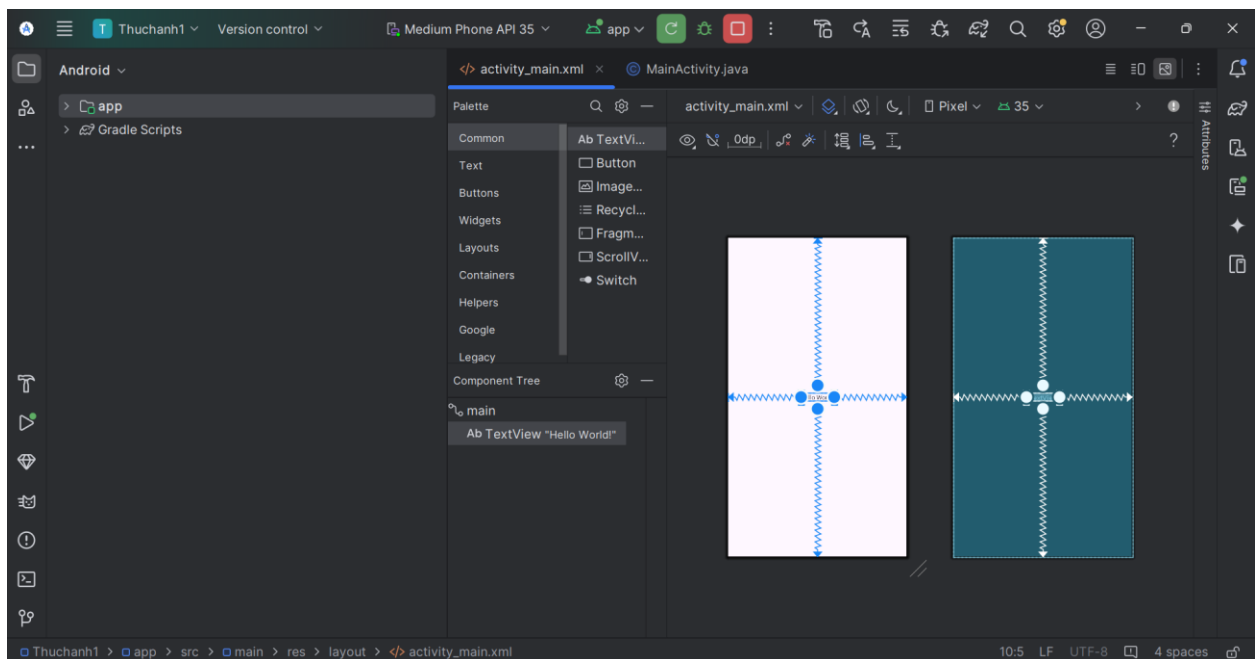 T Thuchanh1 Version control Medium Phone API 35 app
Android
app
Gradle Scripts
</> activity_main.xml
MainActivity.java
Palette
Common
Text
Buttons
Widgets
Layouts
Containers
Helpers
Google
Legacy
Ab TextVi...
Button
Image...
Recycl...
Fragm...
ScrollV...
Switch
activity_main.xml Pixel 35
0dp
?
Attributes
Component Tree
main
Ab TextView "Hello World!"
Thuchanh1 > app > src > main > res > layout > </> activity_main.xml
10:5 LF UTF-8 4 spaces